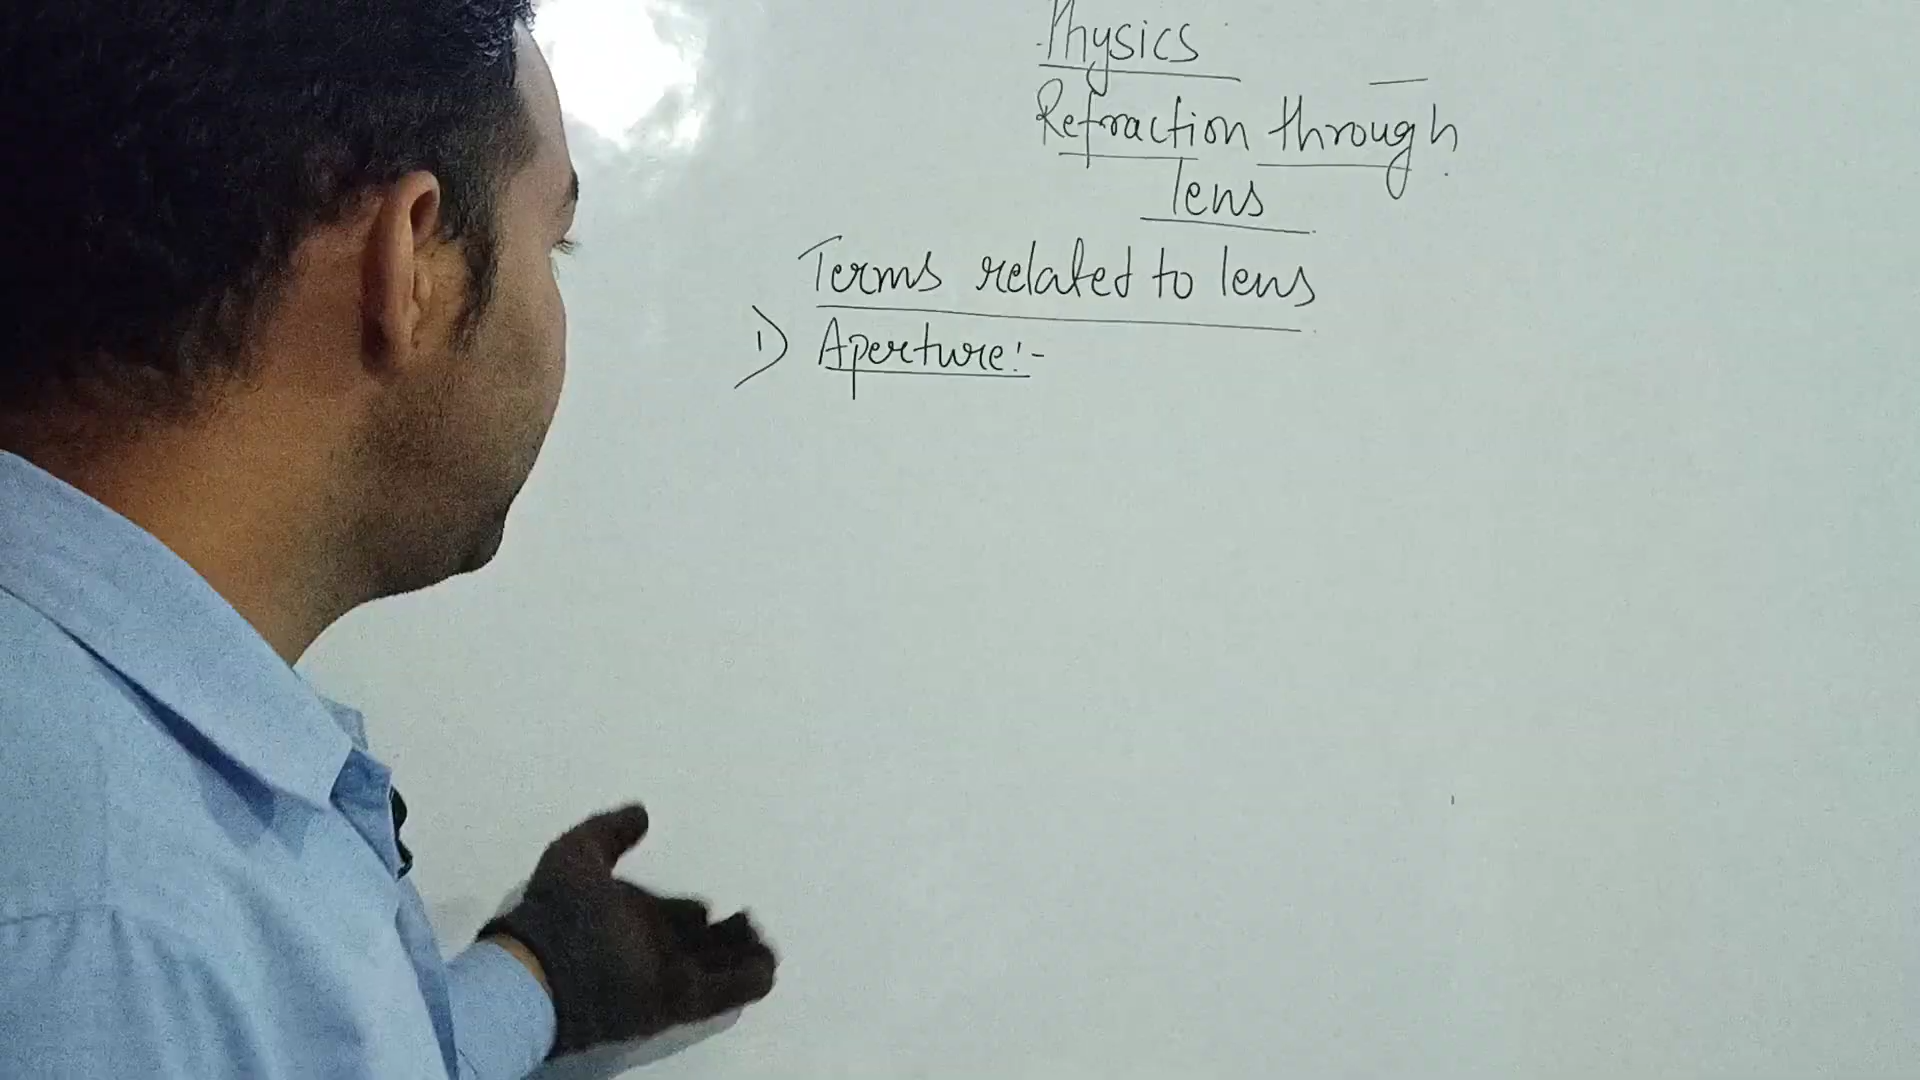 Physics
Refraction through
lens
Terms related to lens
1) Aperture:-